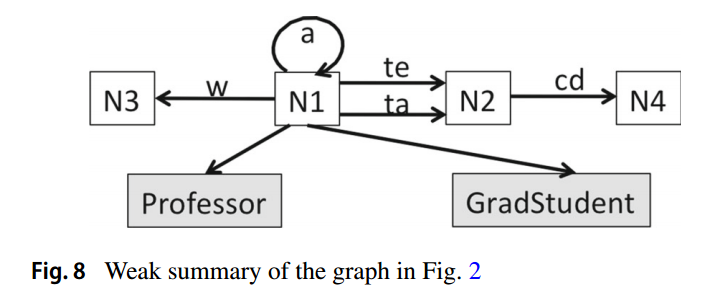 a
te
w
cd
N3
N1
ta
N2
N4
Professor
GradStudent
Fig. 8 Weak summary of the graph in Fig. 2